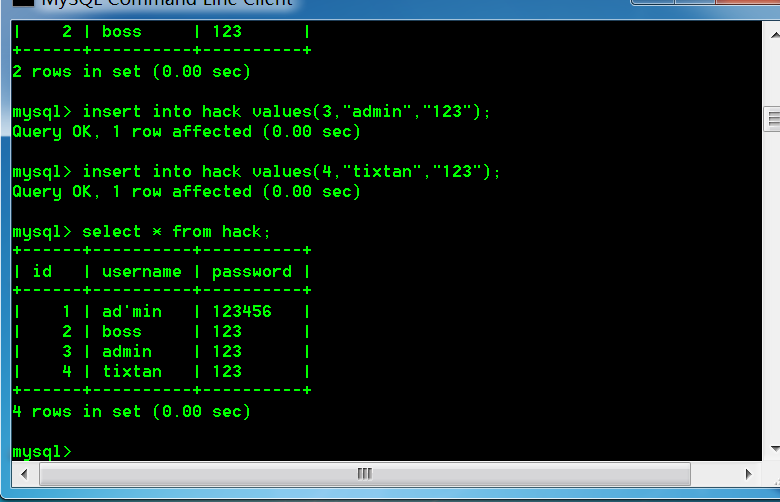 MySQL Command Line Client
|    2 | boss     | 123      |
+------+----------+----------+
2 rows in set (0.00 sec)
mysql> insert into hack values(3,"admin","123");
Query OK, 1 row affected (0.00 sec)
mysql> insert into hack values(4,"tixtan","123");
Query OK, 1 row affected (0.00 sec)
mysql> select * from hack;
+------+----------+----------+
| id   | username | password |
+------+----------+----------+
|    1 | ad'min   | 123456   |
|    2 | boss     | 123      |
|    3 | admin    | 123      |
|    4 | tixtan   | 123      |
+------+----------+----------+
4 rows in set (0.00 sec)
mysql>